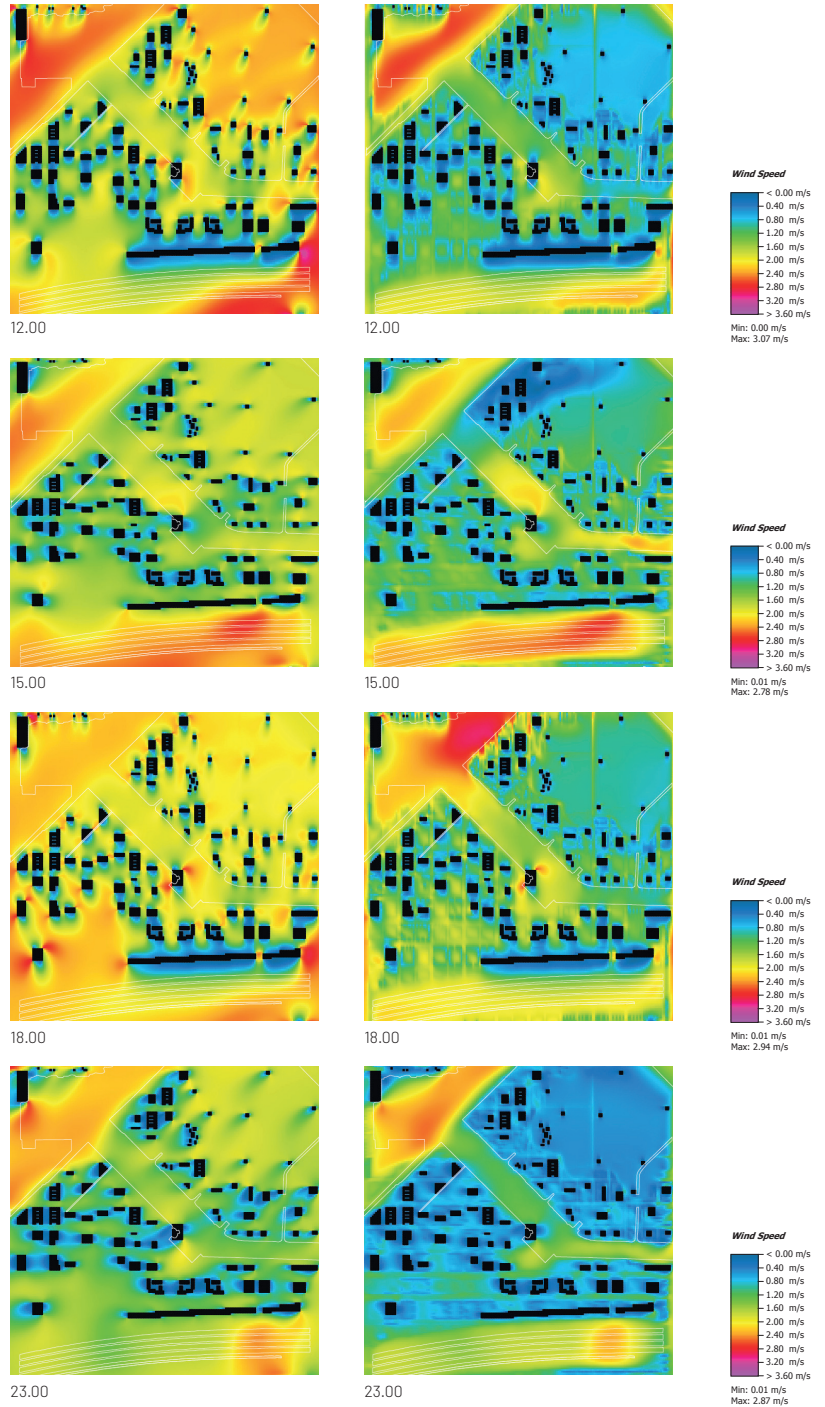 12.00
12.00
Wind Speed
< 0.00 m/s
0.40 m/s
0.80 m/s
1.20 m/s
1.60 m/s
2.00 m/s
2.40 m/s
2.80 m/s
3.20 m/s
> 3.60 m/s
Min: 0.00 m/s
Max: 3.07 m/s
15.00
15.00
Wind Speed
< 0.00 m/s
0.40 m/s
0.80 m/s
1.20 m/s
1.60 m/s
2.00 m/s
2.40 m/s
2.80 m/s
3.20 m/s
> 3.60 m/s
Min: 0.01 m/s
Max: 2.78 m/s
18.00
18.00
Wind Speed
< 0.00 m/s
0.40 m/s
0.80 m/s
1.20 m/s
1.60 m/s
2.00 m/s
2.40 m/s
2.80 m/s
3.20 m/s
> 3.60 m/s
Min: 0.01 m/s
Max: 2.94 m/s
23.00
23.00
Wind Speed
< 0.00 m/s
0.40 m/s
0.80 m/s
1.20 m/s
1.60 m/s
2.00 m/s
2.40 m/s
2.80 m/s
3.20 m/s
> 3.60 m/s
Min: 0.01 m/s
Max: 2.87 m/s